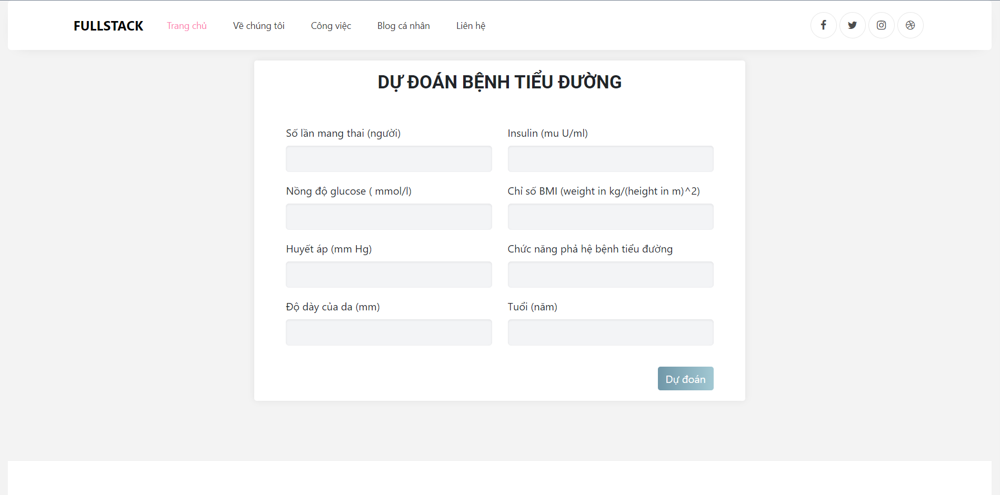 FULLSTACK Trang chủ Về chúng tôi Công việc Blog cá nhân Liên hệ
DỰ ĐOÁN BỆNH TIỂU ĐƯỜNG
Số lần mang thai (người) Insulin (mu U/ml)
Nồng độ glucose ( mmol/l) Chỉ số BMI (weight in kg/(height in m)^2)
Huyết áp (mm Hg) Chức năng phả hệ bệnh tiểu đường
Độ dày của da (mm) Tuổi (năm)
Dự đoán